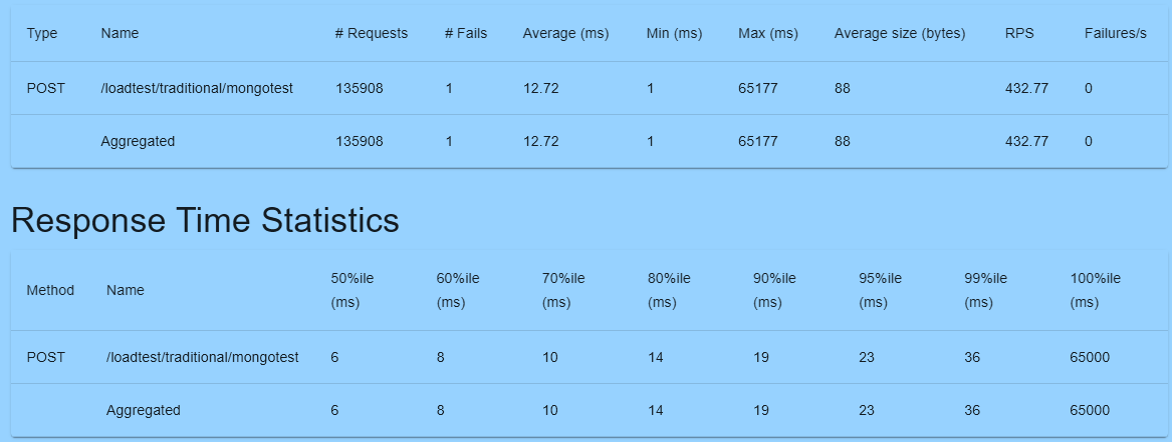 Type Name # Requests # Fails Average (ms) Min (ms) Max (ms) Average size (bytes) RPS Failures/s
POST /loadtest/traditional/mongotest 135908 1 12.72 1 65177 88 432.77 0
Aggregated 135908 1 12.72 1 65177 88 432.77 0
Response Time Statistics
Method Name 50%ile (ms) 60%ile (ms) 70%ile (ms) 80%ile (ms) 90%ile (ms) 95%ile (ms) 99%ile (ms) 100%ile (ms)
POST /loadtest/traditional/mongotest 6 8 10 14 19 23 36 65000
Aggregated 6 8 10 14 19 23 36 65000